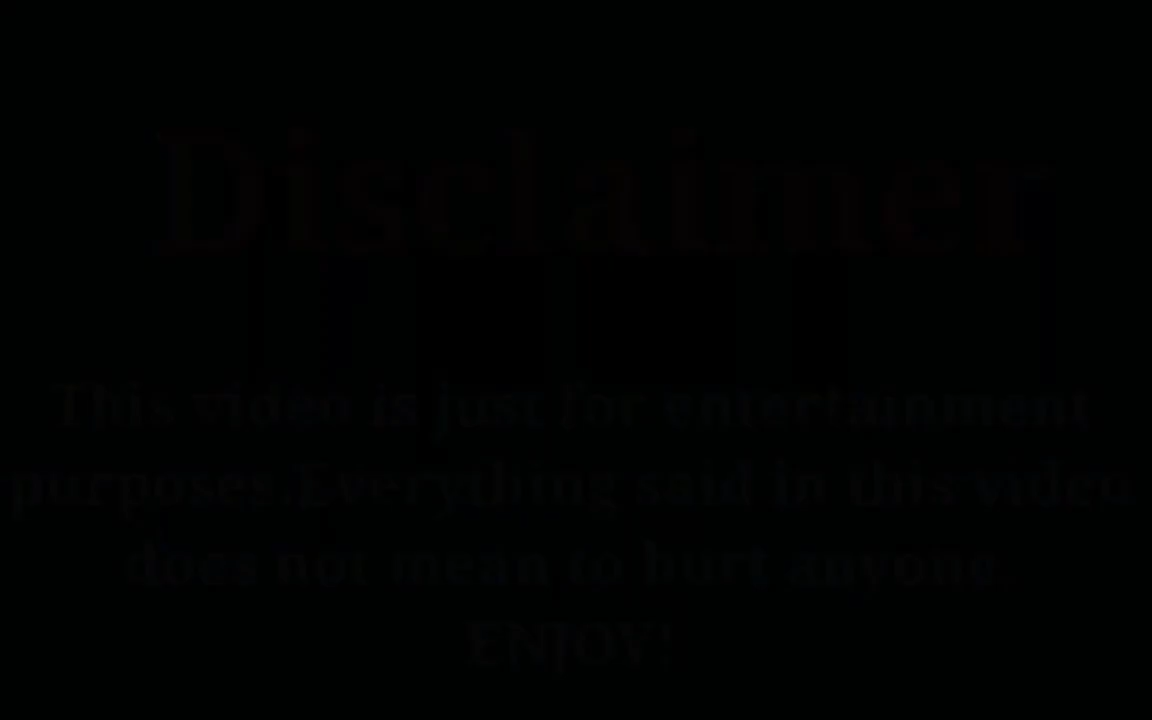 Disclaimer
This video is just for entertainment
purposes.Everything said in this video
does not mean to hurt anyone.
ENJOY!